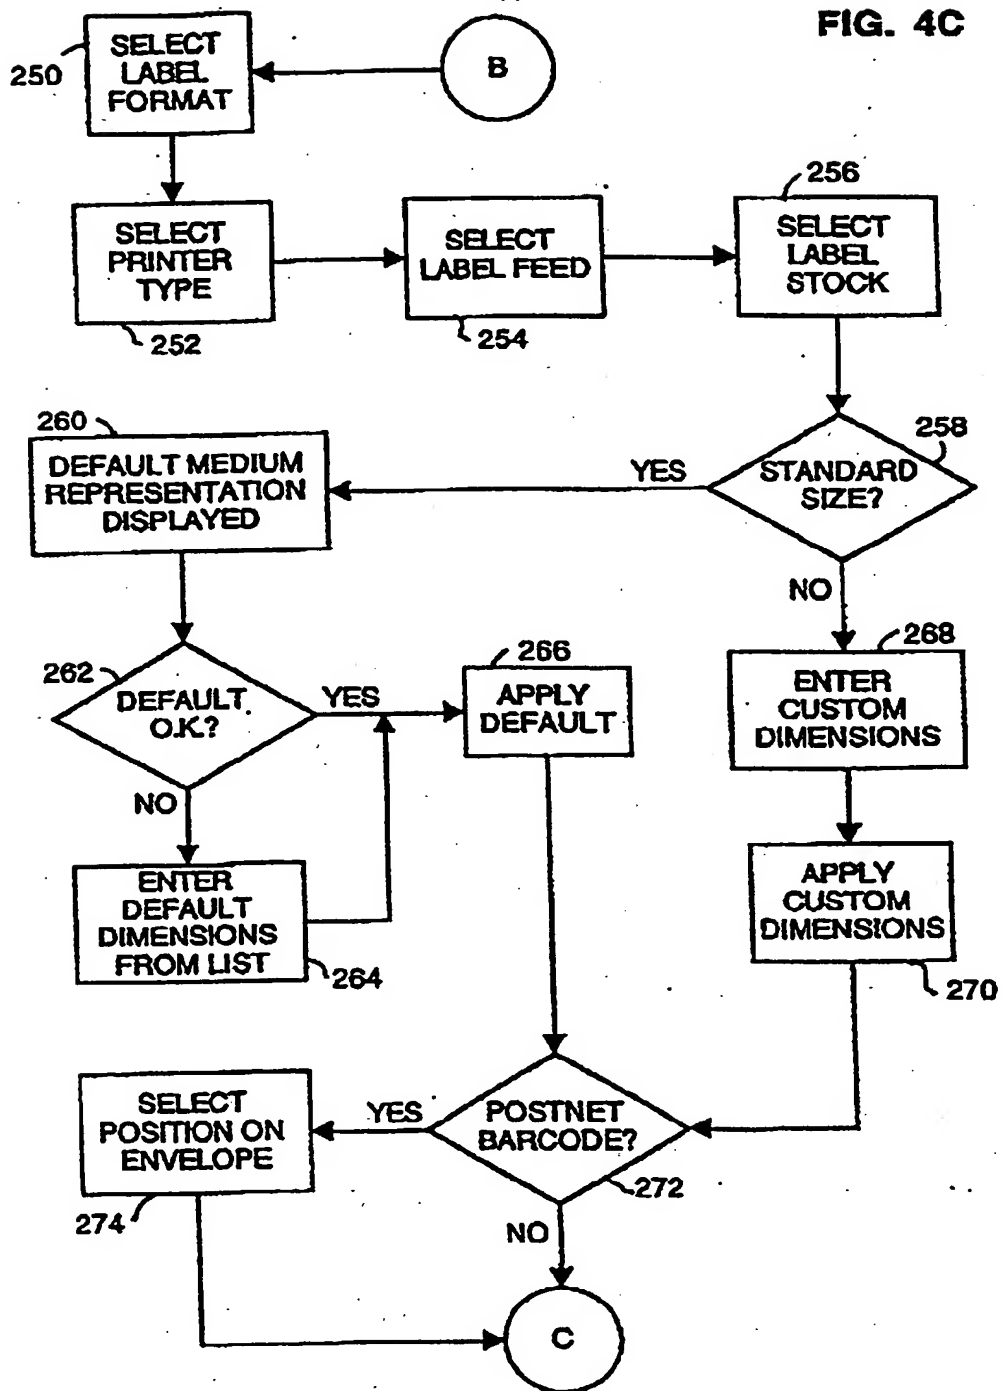 FIG. 4C
250
SELECT
LABEL
FORMAT
B
SELECT
PRINTER
TYPE
252
SELECT
LABEL FEED
254
256
SELECT
LABEL
STOCK
260
DEFAULT MEDIUM
REPRESENTATION
DISPLAYED
YES
258
STANDARD
SIZE?
NO
262
DEFAULT
O.K.?
YES
NO
266
APPLY
DEFAULT
268
ENTER
CUSTOM
DIMENSIONS
ENTER
DEFAULT
DIMENSIONS
FROM LIST
264
APPLY
CUSTOM
DIMENSIONS
270
SELECT
POSITION ON
ENVELOPE
274
YES
POSTNET
BARCODE?
272
NO
C